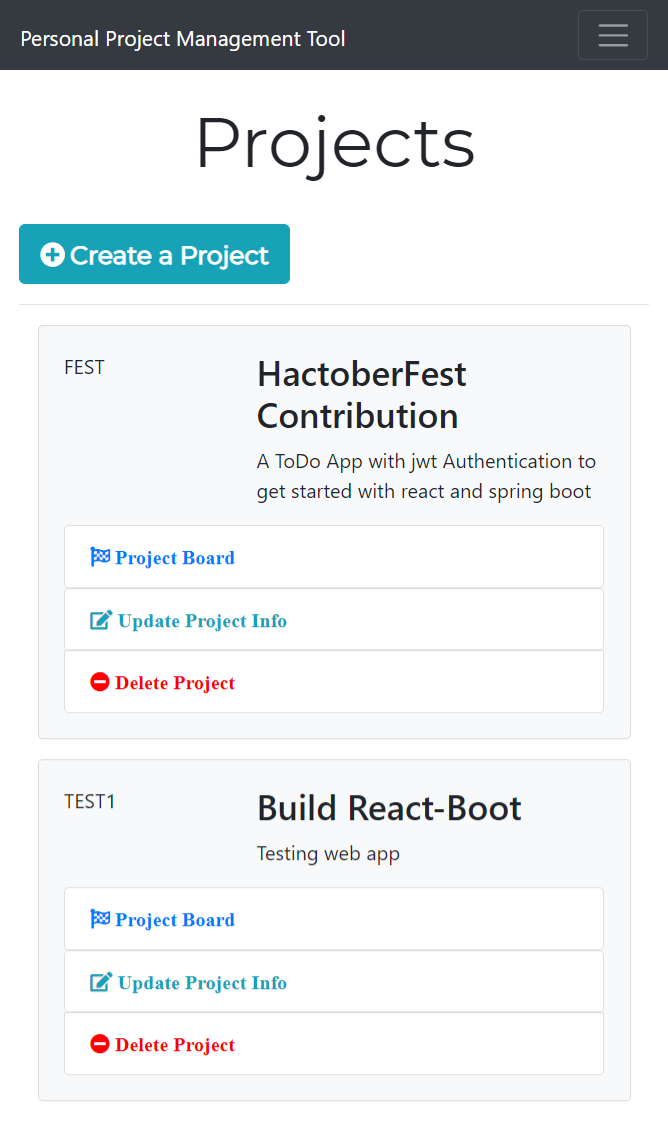 Personal Project Management Tool
Projects
Create a Project
FEST
HactoberFest
Contribution
A ToDo App with jwt Authentication to
get started with react and spring boot
Project Board
Update Project Info
Delete Project
TEST1
Build React-Boot
Testing web app
Project Board
Update Project Info
Delete Project